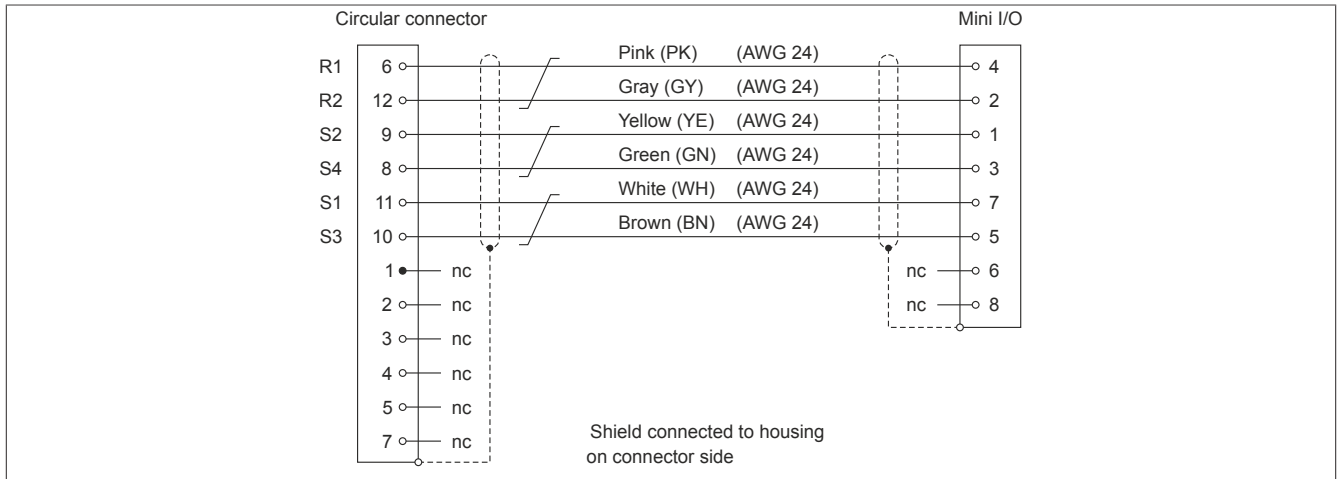 Circular connector Mini I/O
R1 6 Pink (PK) (AWG 24) 4
R2 12 Gray (GY) (AWG 24) 2
S2 9 Yellow (YE) (AWG 24) 1
S4 8 Green (GN) (AWG 24) 3
S1 11 White (WH) (AWG 24) 7
S3 10 Brown (BN) (AWG 24) 5
1 nc nc 6
2 nc nc 8
3 nc
4 nc
5 nc
7 nc
Shield connected to housing
on connector side